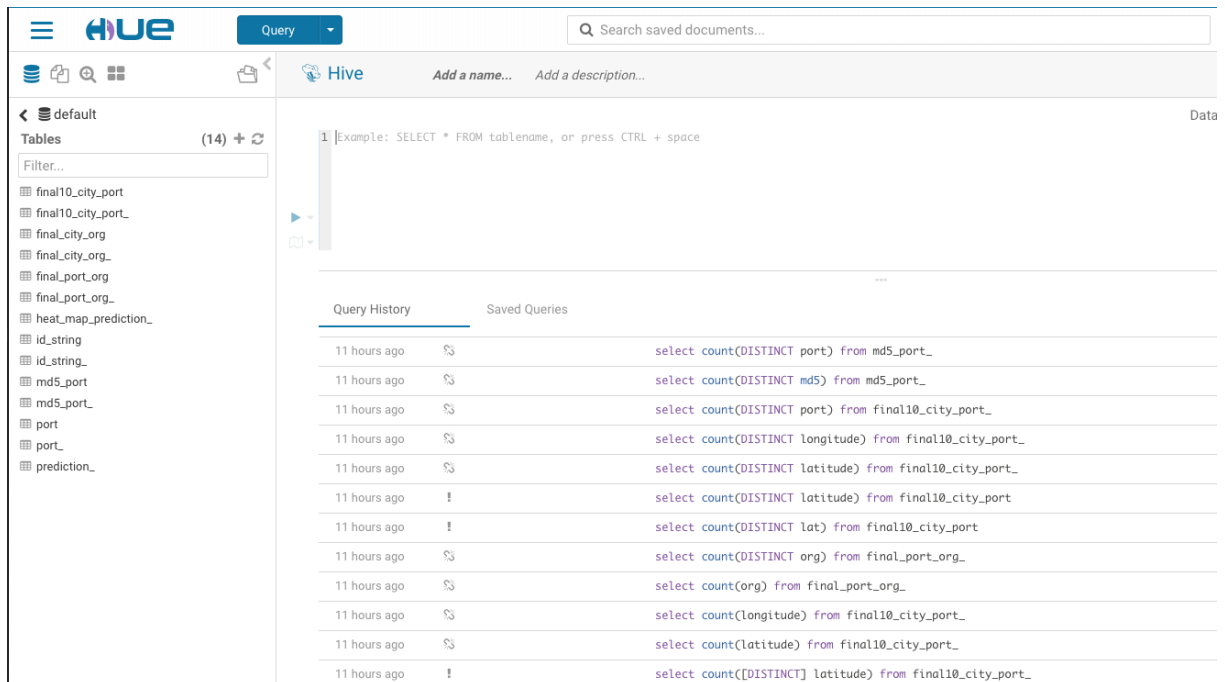 HUE
Query
Search saved documents...
Hive
Add a name...
Add a description...
default
Tables
(14)
Filter...
final10_city_port
final10_city_port_
final_city_org
final_city_org_
final_port_org
final_port_org_
heat_map_prediction_
id_string
id_string_
md5_port
md5_port_
port
port_
prediction_
Data
1 Example: SELECT * FROM tablename, or press CTRL + space
Query History
Saved Queries
11 hours ago select count(DISTINCT port) from md5_port_
11 hours ago select count(DISTINCT md5) from md5_port_
11 hours ago select count(DISTINCT port) from final10_city_port_
11 hours ago select count(DISTINCT longitude) from final10_city_port_
11 hours ago select count(DISTINCT latitude) from final10_city_port_
11 hours ago ! select count(DISTINCT latitude) from final10_city_port
11 hours ago ! select count(DISTINCT lat) from final10_city_port
11 hours ago select count(DISTINCT org) from final_port_org_
11 hours ago select count(org) from final_port_org_
11 hours ago select count(longitude) from final10_city_port_
11 hours ago select count(latitude) from final10_city_port_
11 hours ago ! select count([DISTINCT] latitude) from final10_city_port_